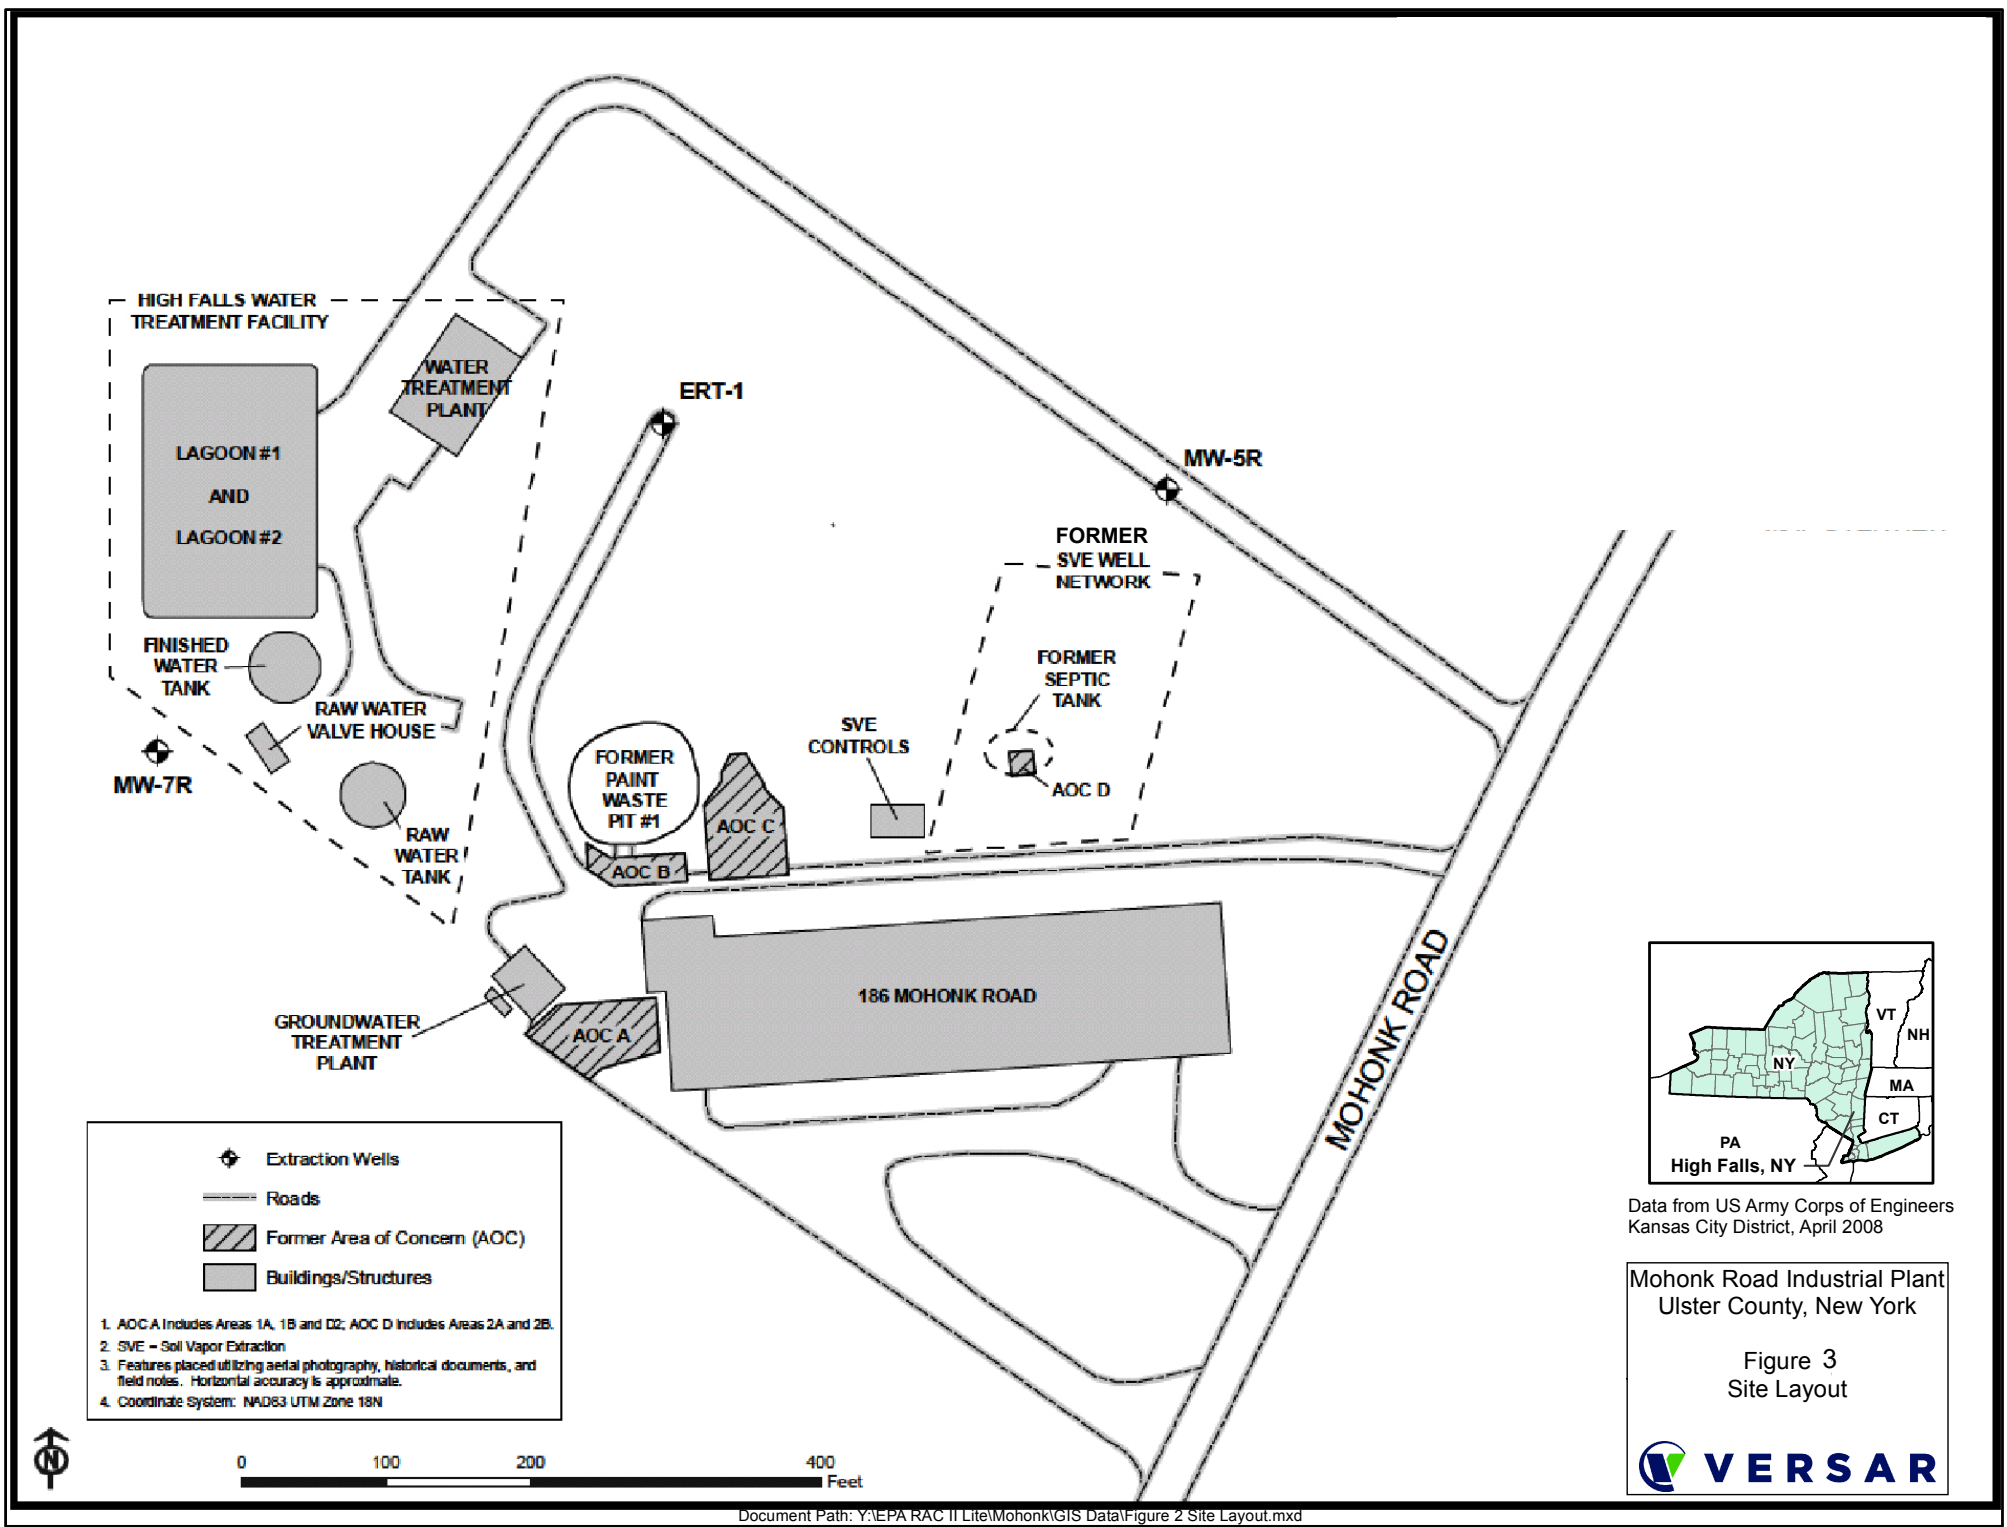 HIGH FALLS WATER
TREATMENT FACILITY
WATER
TREATMENT
PLANT
ERT-1
LAGOON #1
AND
LAGOON #2
MW-5R
FORMER
SVE WELL
NETWORK
FINISHED
WATER
TANK
RAW WATER
VALVE HOUSE
MW-7R
RAW
WATER
TANK
FORMER
PAINT
WASTE
PIT #1
AOC C
AOC B
SVE
CONTROLS
FORMER
SEPTIC
TANK
AOC D
186 MOHONK ROAD
GROUNDWATER
TREATMENT
PLANT
AOC A
MOHONK ROAD
VT
NH
NY
MA
CT
PA
High Falls, NY
Data from US Army Corps of Engineers
Kansas City District, April 2008
Extraction Wells
Roads
Former Area of Concern (AOC)
Buildings/Structures
1. AOC A Includes Areas 1A, 1B and D2; AOC D Includes Areas 2A and 2B.
2. SVE – Soil Vapor Extraction
3. Features placed utilizing aerial photography, historical documents, and
field notes. Horizontal accuracy is approximate.
4. Coordinate System: NAD83 UTM Zone 18N
N
0 100 200 400
Feet
Mohonk Road Industrial Plant
Ulster County, New York
Figure 3
Site Layout
VERSAR
Document Path: Y:\EPA RAC II Lite\Mohonk\GIS Data\Figure 2 Site Layout.mxd